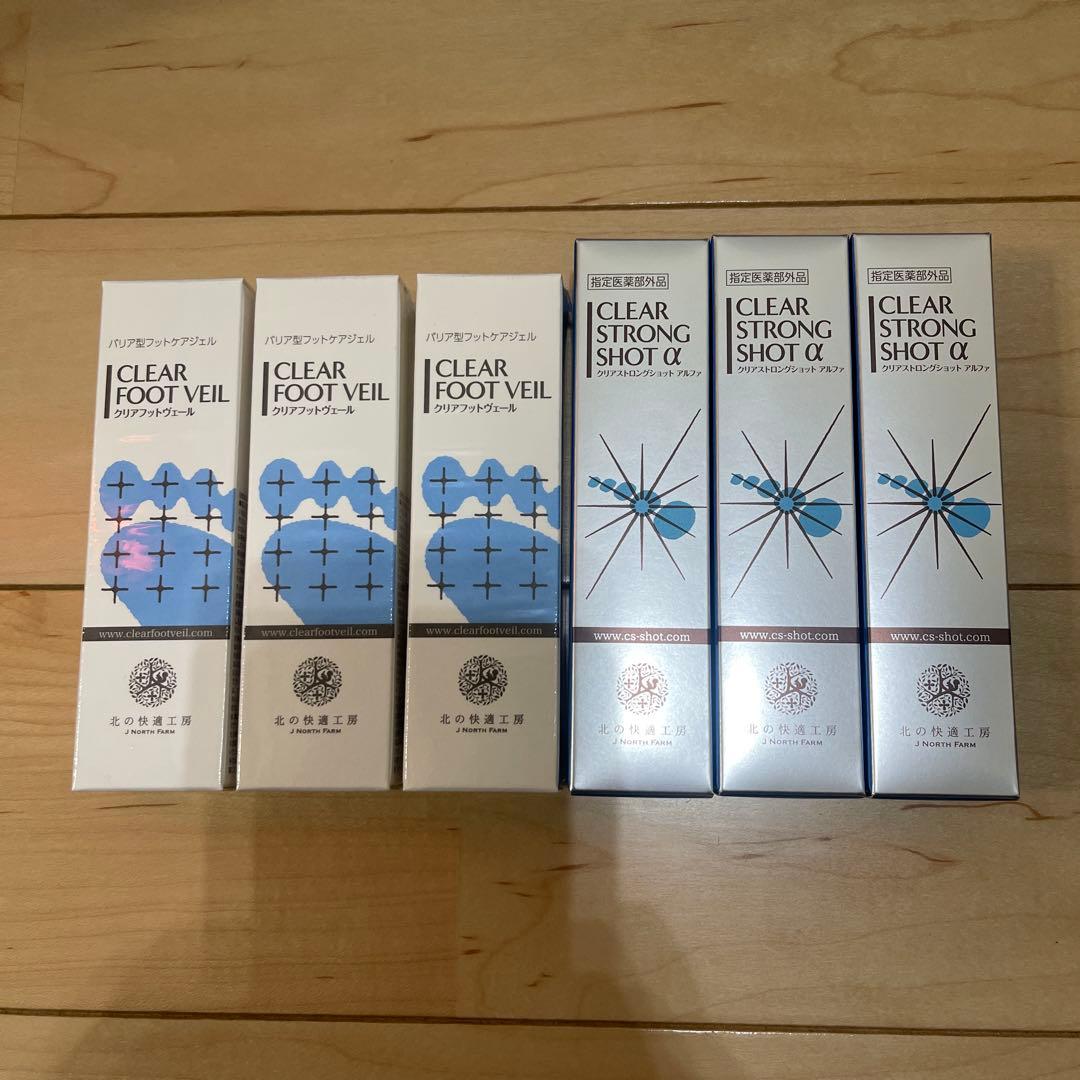 バリア型フットケアジェル
CLEAR
FOOT VEIL
クリアフットヴェール
www.clearfootveil.com
北の快適工房
J NORTH FARM
バリア型フットケアジェル
CLEAR
FOOT VEIL
クリアフットヴェール
www.clearfootveil.com
北の快適工房
J NORTH FARM
バリア型フットケアジェル
CLEAR
FOOT VEIL
クリアフットヴェール
www.clearfootveil.com
北の快適工房
J NORTH FARM
指定医薬部外品
CLEAR
STRONG
SHOT α
クリアストロングショット アルファ
www.cs-shot.com
北の快適工房
J NORTH FARM
指定医薬部外品
CLEAR
STRONG
SHOT α
クリアストロングショット アルファ
www.cs-shot.com
北の快適工房
J NORTH FARM
指定医薬部外品
CLEAR
STRONG
SHOT α
クリアストロングショット アルファ
www.cs-shot.com
北の快適工房
J NORTH FARM